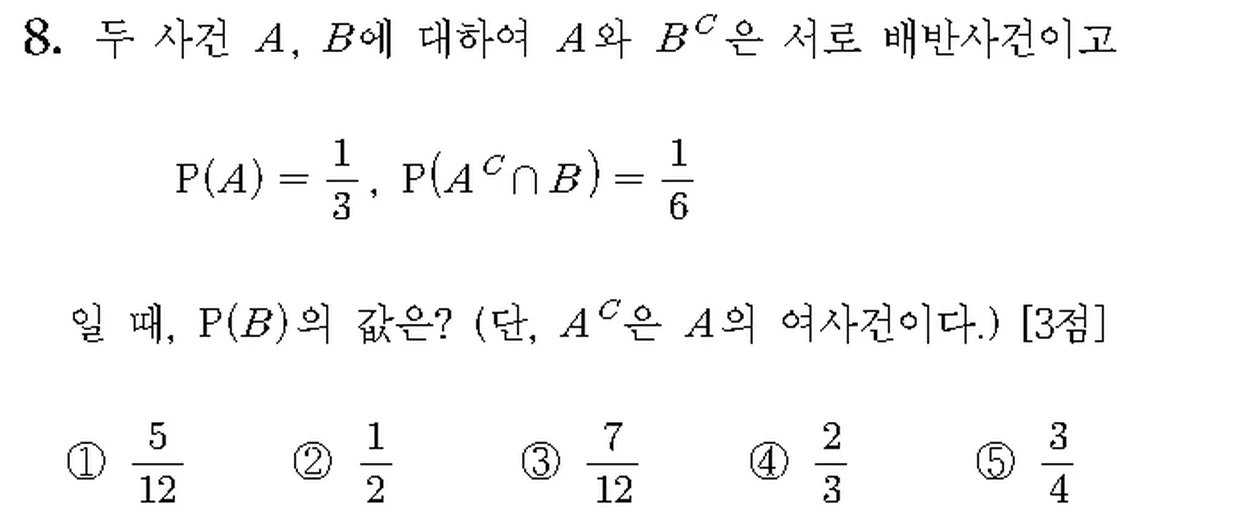 8. 두 사건 A, B에 대하여 A와 B^C은 서로 배반사건이고
P(A) = 1/3, P(A^C∩B) = 1/6
일 때, P(B)의 값은? (단, A^C은 A의 여사건이다.) [3점]
① 5/12 ② 1/2 ③ 7/12 ④ 2/3 ⑤ 3/4